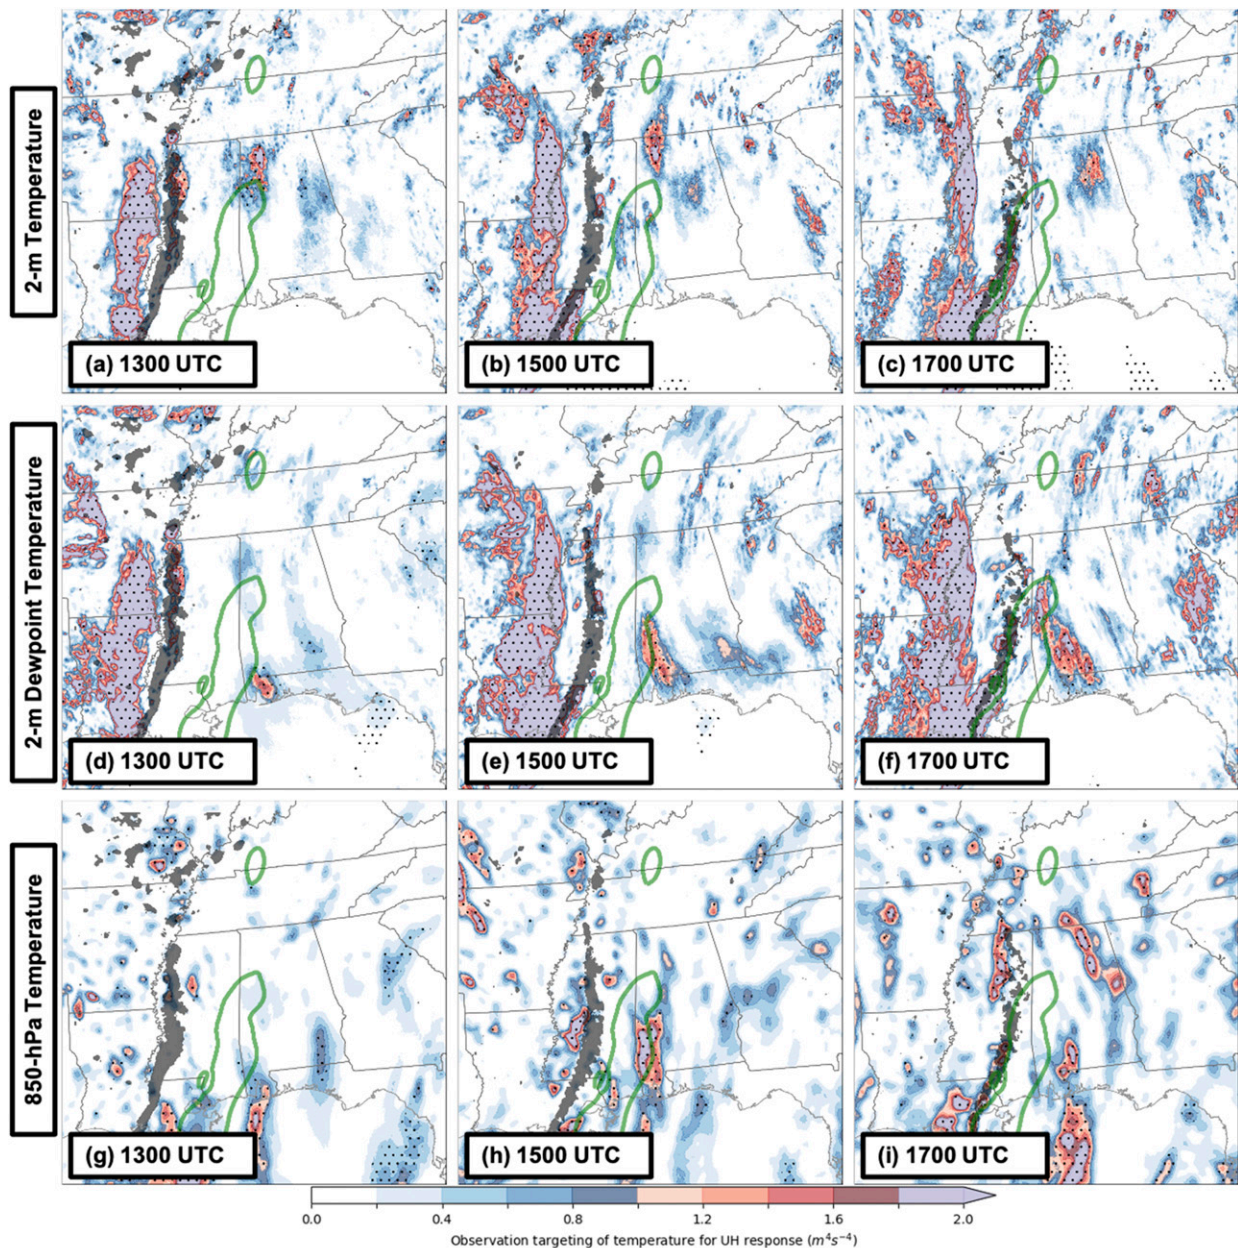 2-m Temperature
(a) 1300 UTC
(b) 1500 UTC
(c) 1700 UTC
2-m Dewpoint Temperature
(d) 1300 UTC
(e) 1500 UTC
(f) 1700 UTC
850-hPa Temperature
(g) 1300 UTC
(h) 1500 UTC
(i) 1700 UTC
0.0 0.4 0.8 1.2 1.6 2.0
Observation targeting of temperature for UH response (m⁴s⁻⁴)